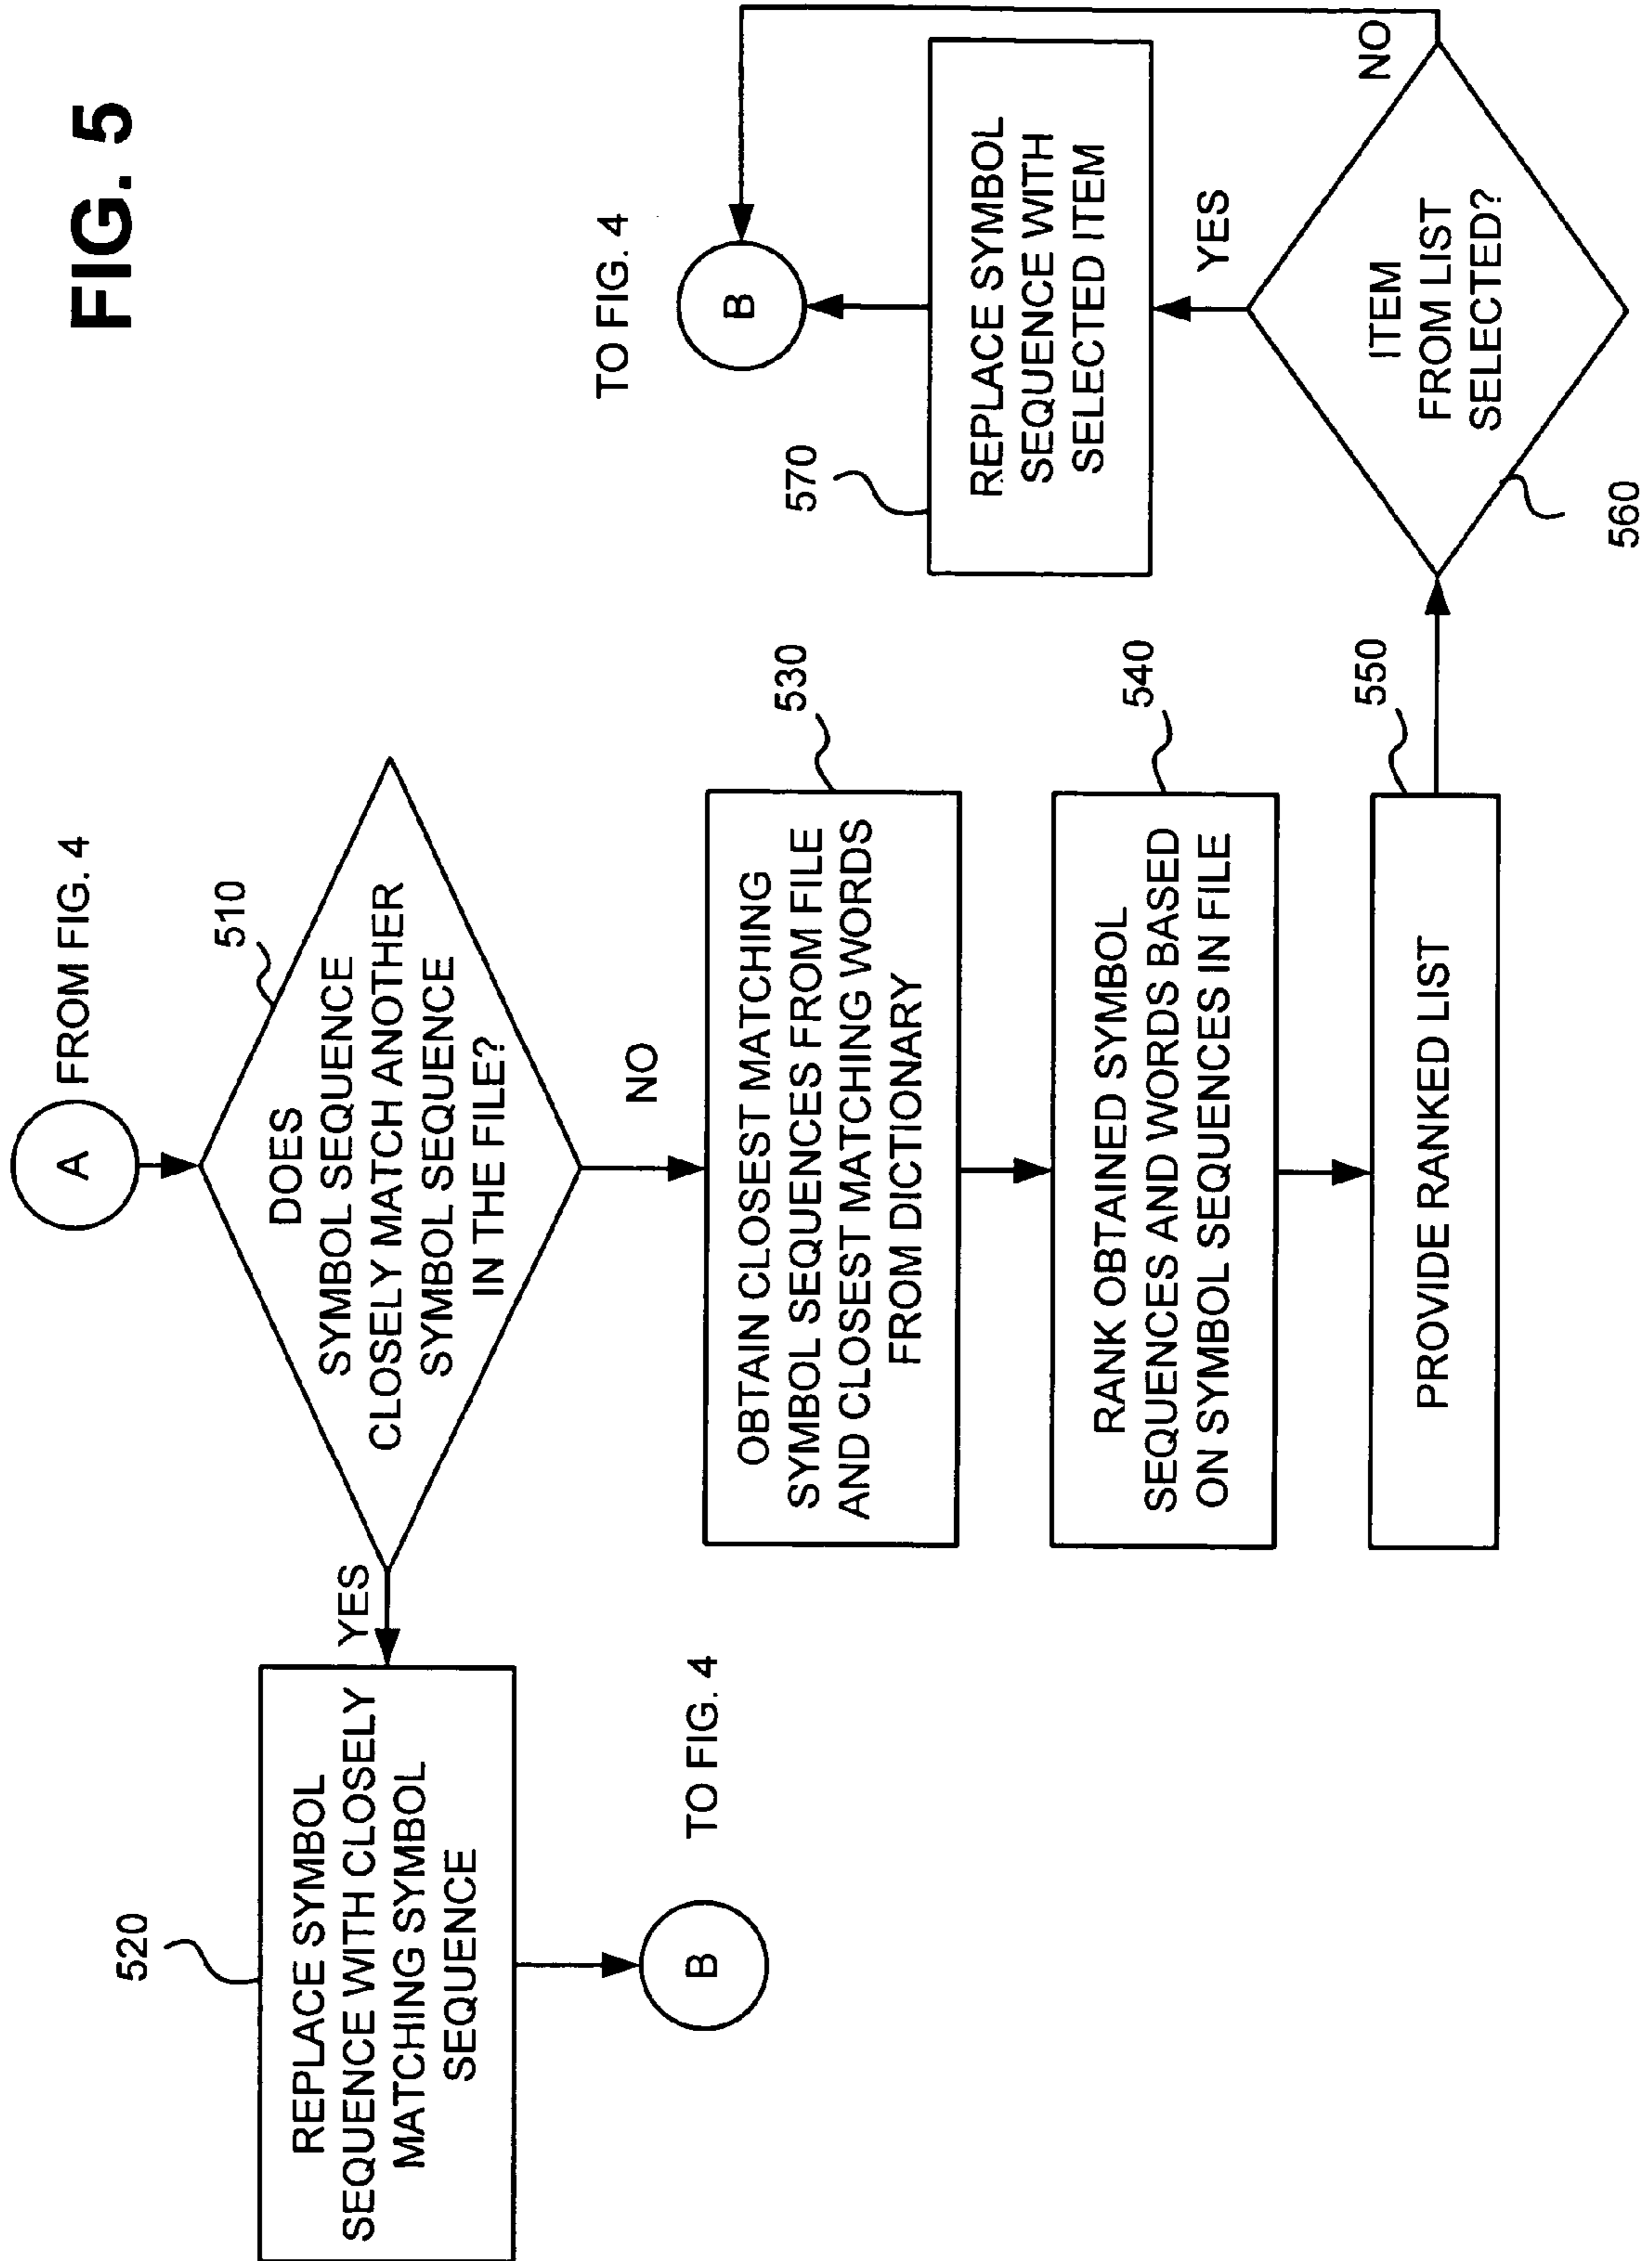 FIG. 5
A
FROM FIG. 4
510
DOES
SYMBOL SEQUENCE
CLOSELY MATCH ANOTHER
SYMBOL SEQUENCE
IN THE FILE?
YES
NO
520
REPLACE SYMBOL
SEQUENCE WITH CLOSELY
MATCHING SYMBOL
SEQUENCE
B
TO FIG. 4
530
OBTAIN CLOSEST MATCHING
SYMBOL SEQUENCES FROM FILE
AND CLOSEST MATCHING WORDS
FROM DICTIONARY
540
RANK OBTAINED SYMBOL
SEQUENCES AND WORDS BASED
ON SYMBOL SEQUENCES IN FILE
550
PROVIDE RANKED LIST
560
ITEM
FROM LIST
SELECTED?
YES
NO
570
REPLACE SYMBOL
SEQUENCE WITH
SELECTED ITEM
B
TO FIG. 4